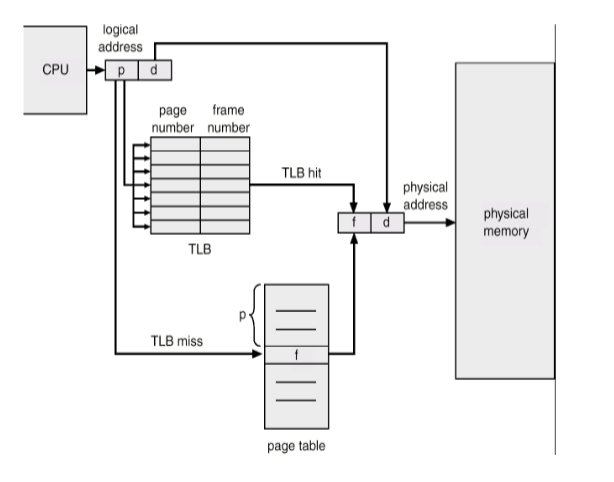 logical
address
CPU
p d
page
number
frame
number
TLB hit
TLB
physical
address
f d
physical
memory
p
TLB miss
f
page table